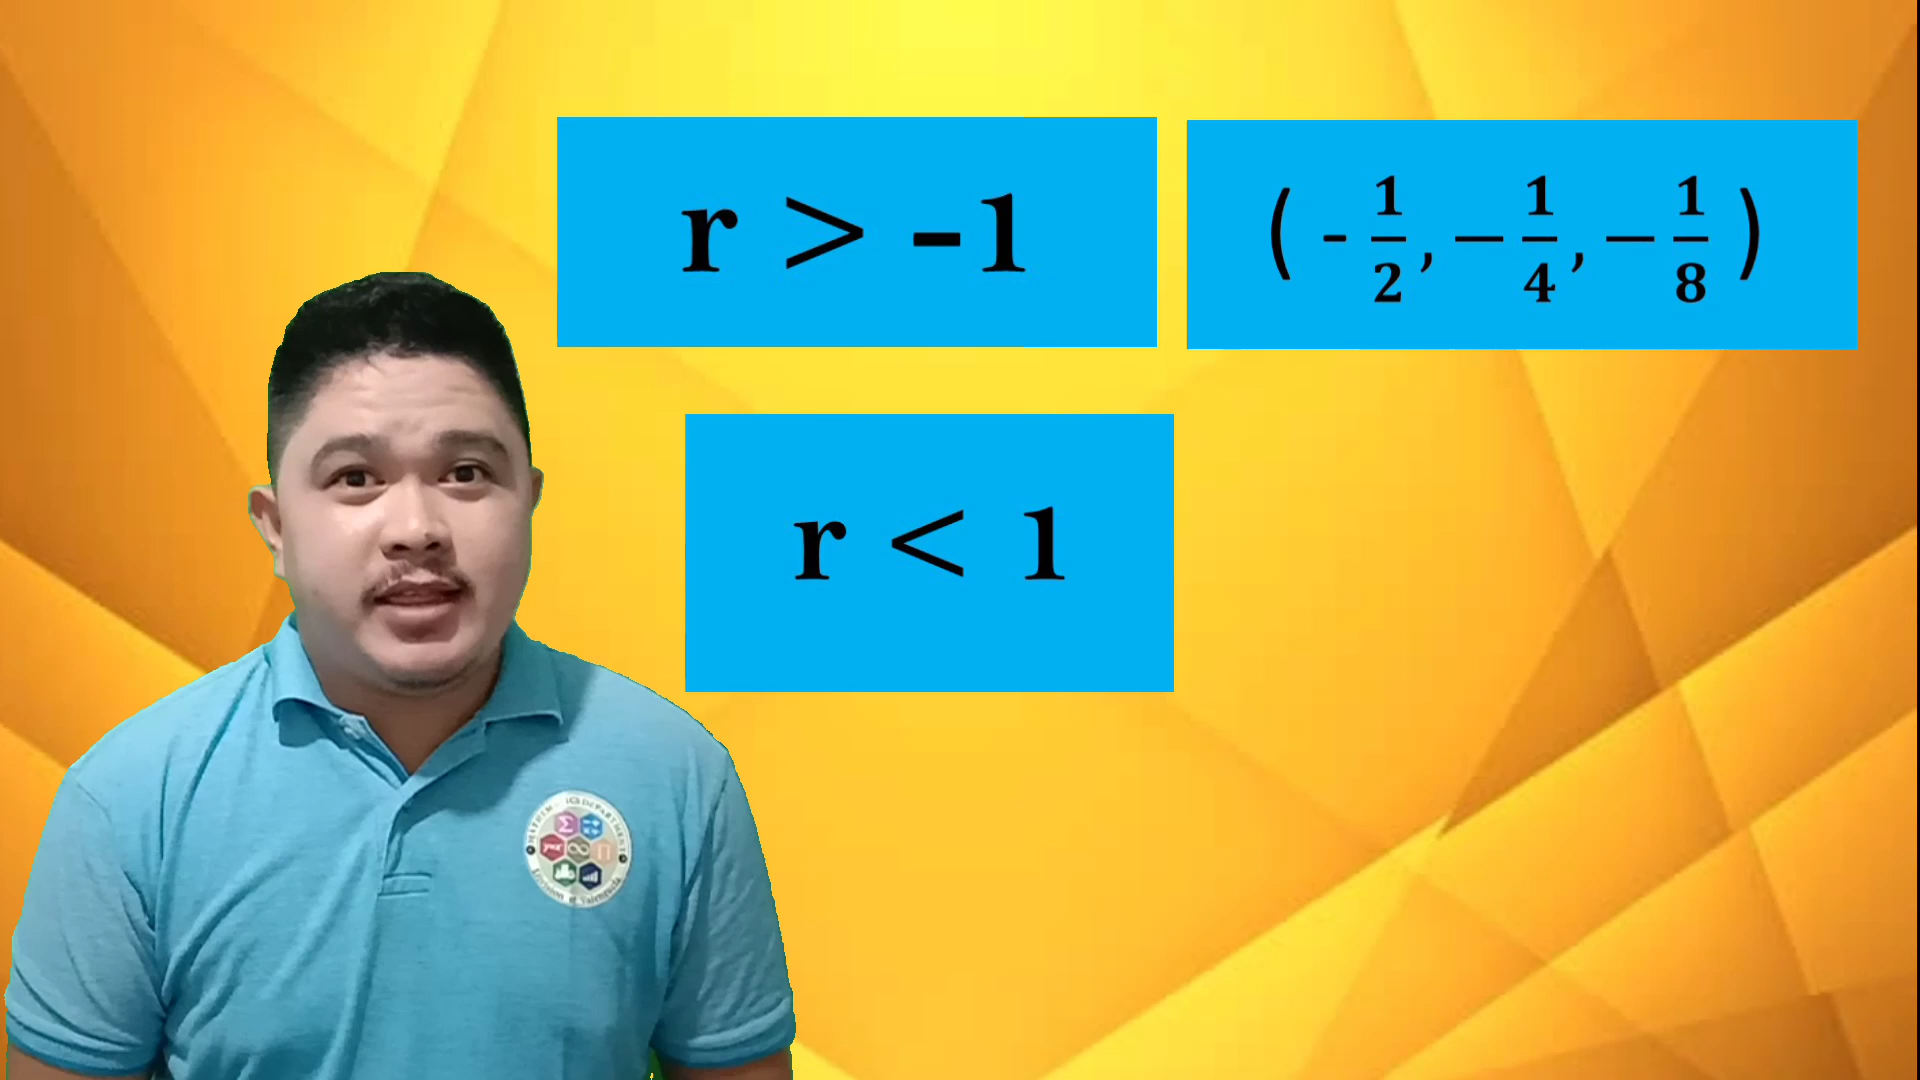 r > -1
( - 1/2, − 1/4, − 1/8 )
r < 1